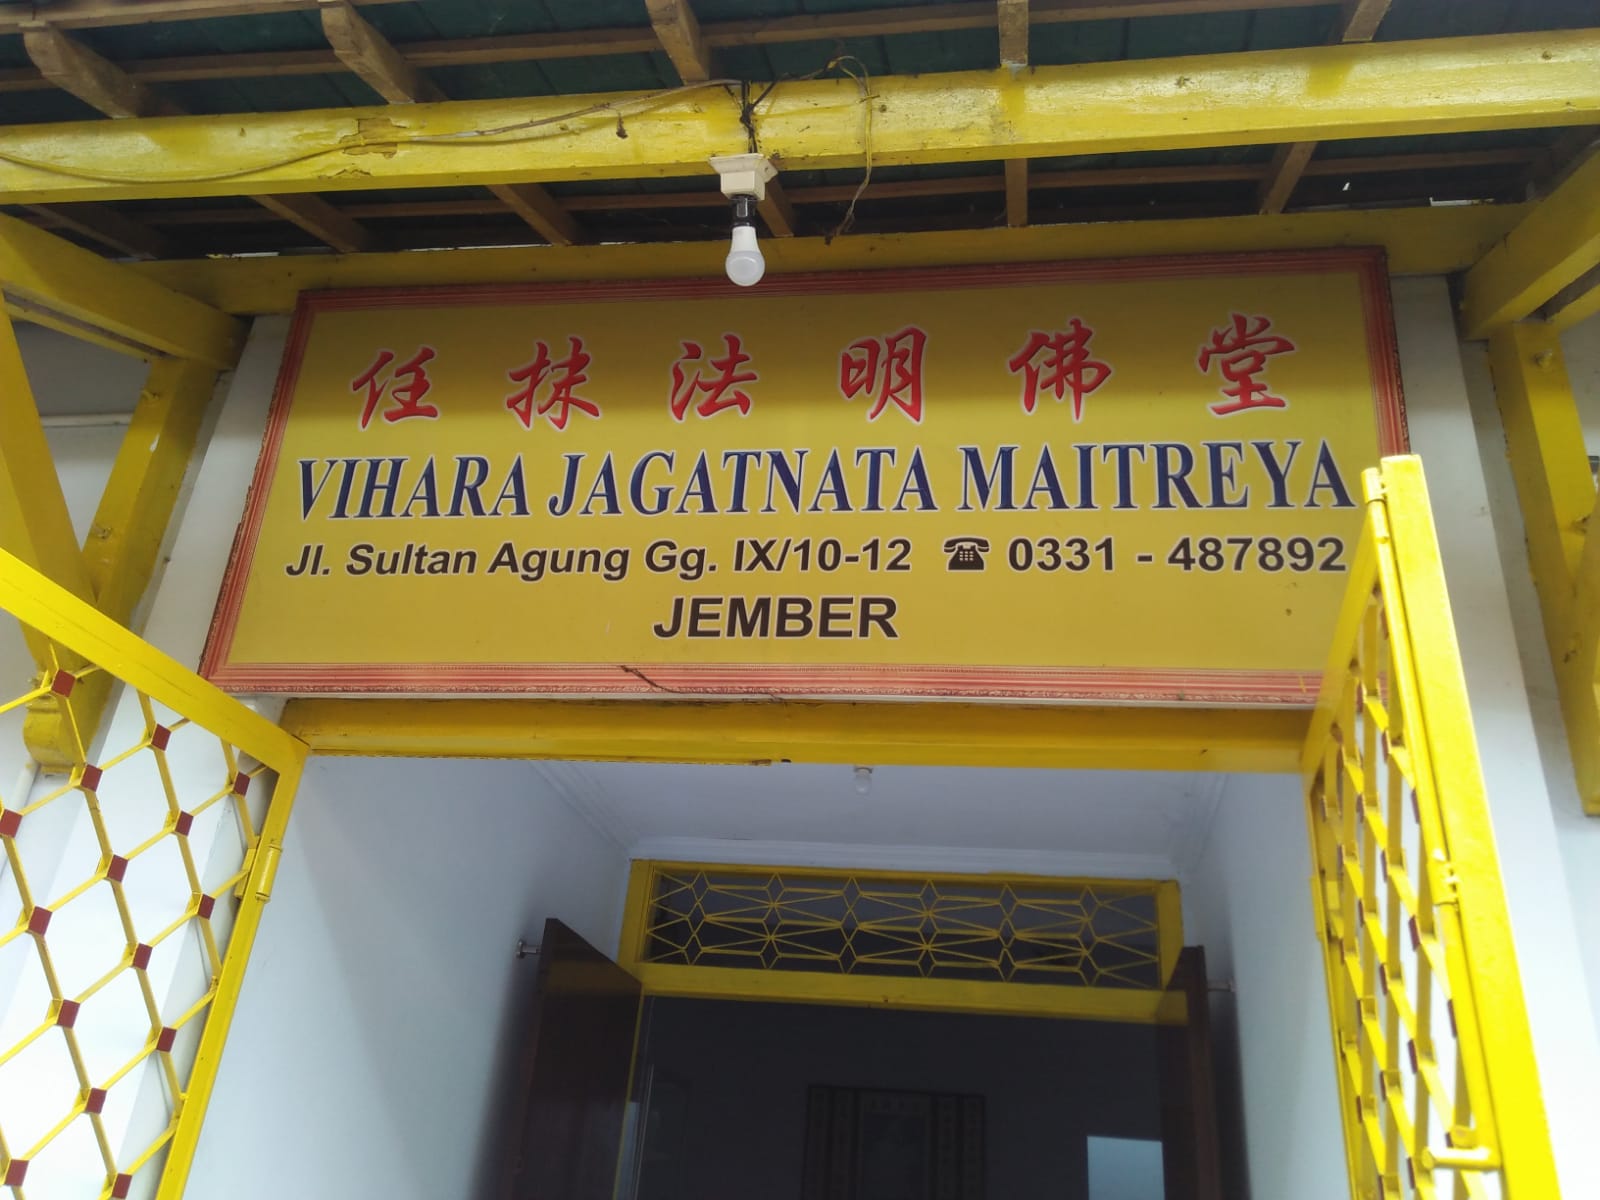 任抹法明佛堂
VIHARA JAGATNATA MAITREYA
Jl. Sultan Agung Gg. IX/10-12 ☎ 0331 - 487892
JEMBER